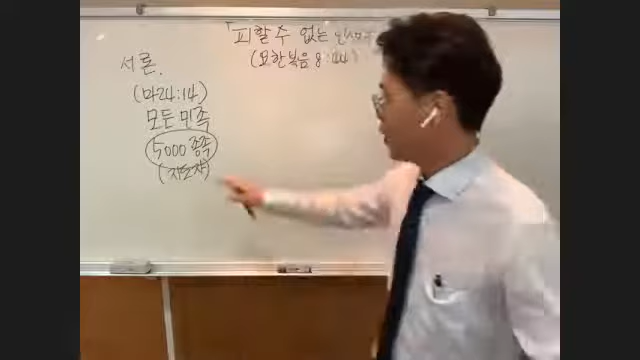 「피할 수 없는
(요한복음 8:44)
서론.
(마24:14)
모든 민족
5000 종족
(지도자)